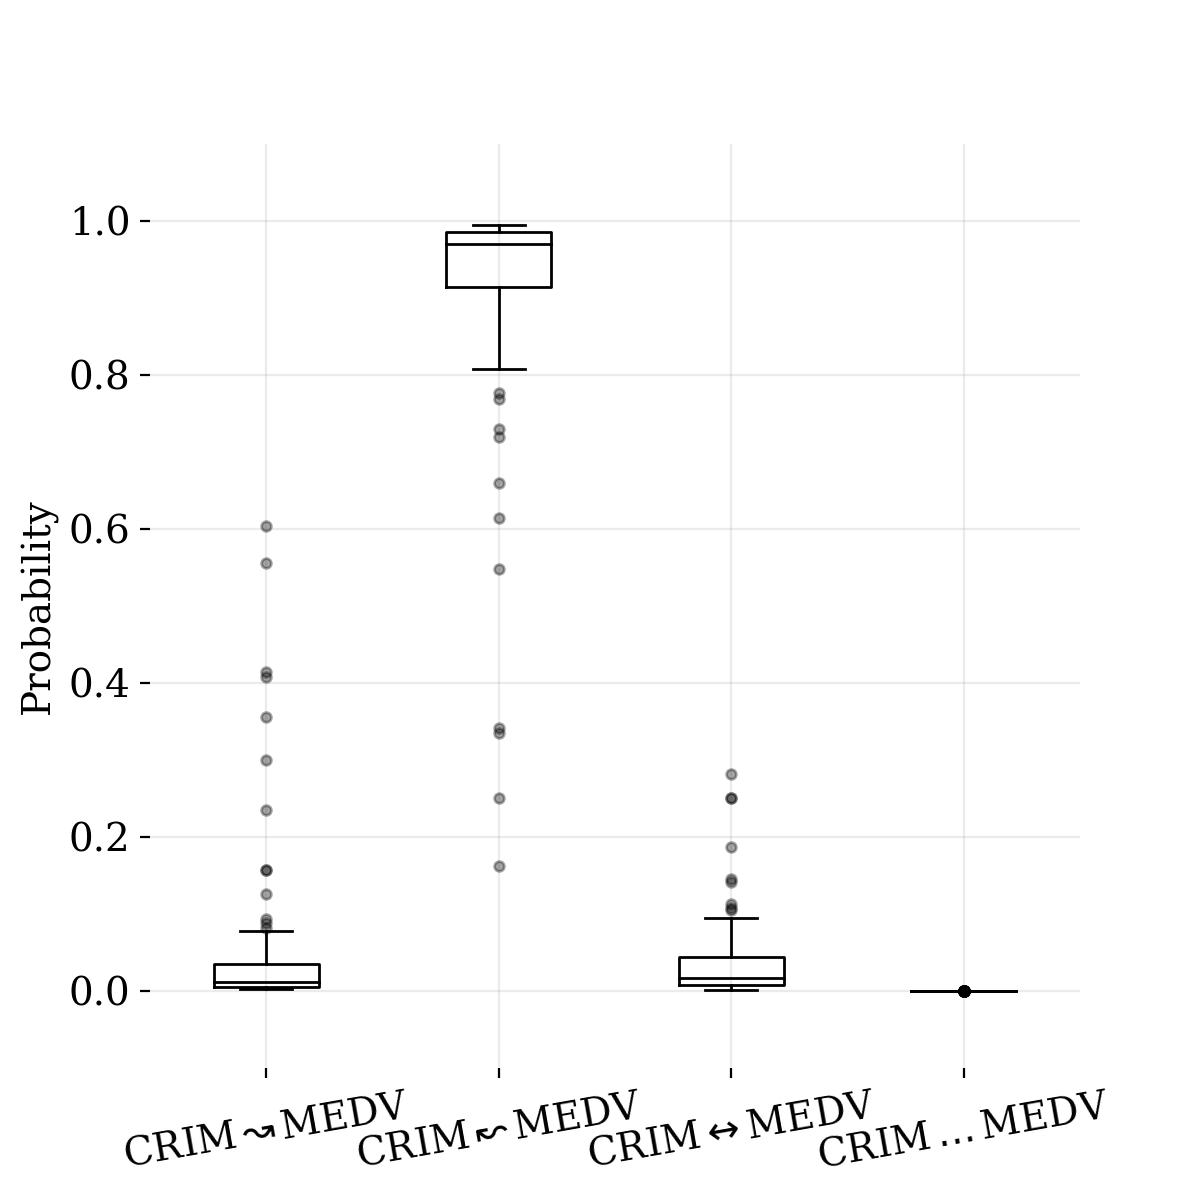 1.0
0.8
0.6
0.4
0.2
0.0
Probability
CRIM ⤳ MEDV
CRIM ⬿ MEDV
CRIM ↔ MEDV
CRIM … MEDV